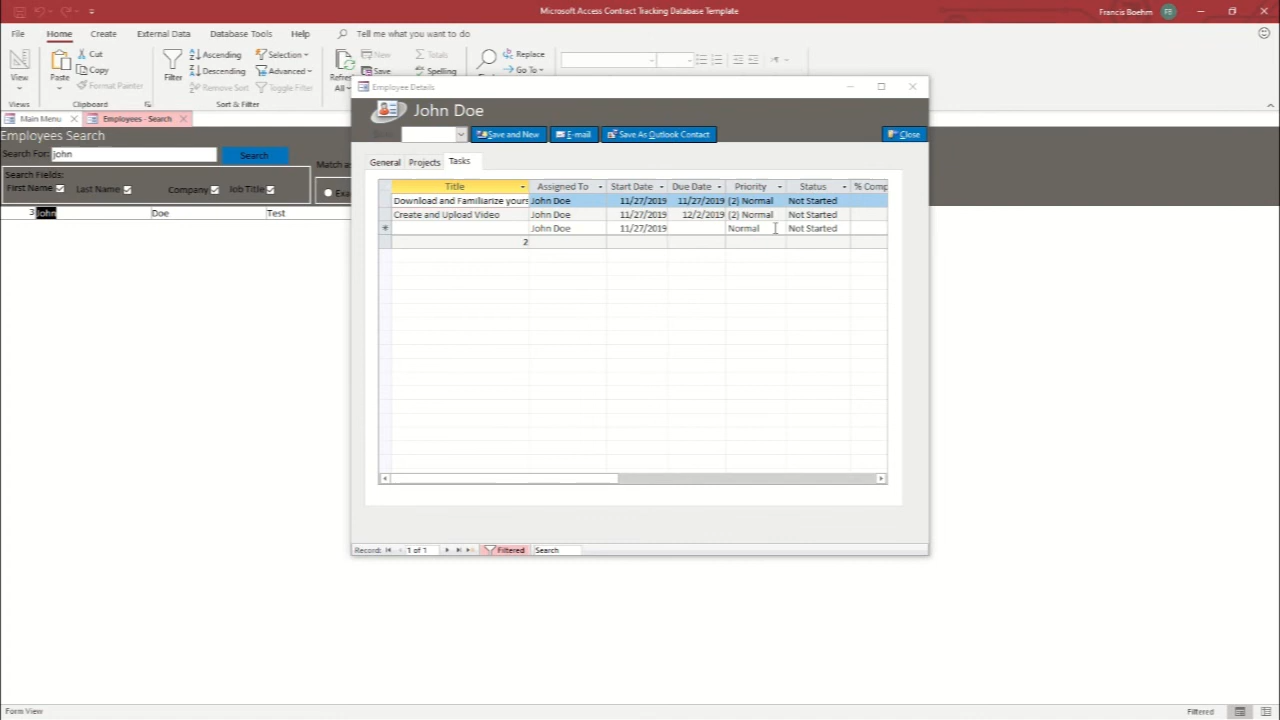 Microsoft Access Contract Tracking Database Template
Francis Boehm FB
File Home Create External Data Database Tools Help Tell me what you want to do
View
Views
Paste
Cut
Copy
Format Painter
Clipboard
Filter
Ascending
Descending
Remove Sort
Selection
Advanced
Toggle Filter
Sort & Filter
Refresh
All
New
Save
Totals
Spelling
Replace
Go To
Main Menu
Employees - Search
Employees Search
Search For: john Search
Search Fields:
First Name Last Name Company Job Title
Match as
Exa
3 John Doe Test
Employee Details
John Doe
Save and New E-mail Save As Outlook Contact Close
General Projects Tasks
Title Assigned To Start Date Due Date Priority Status % Comp
Download and Familiarize yours John Doe 11/27/2019 11/27/2019 (2) Normal Not Started
Create and Upload Video John Doe 11/27/2019 12/2/2019 (2) Normal Not Started
* John Doe 11/27/2019 Normal Not Started
2
Record: 1 of 1 Filtered Search
Form View Filtered